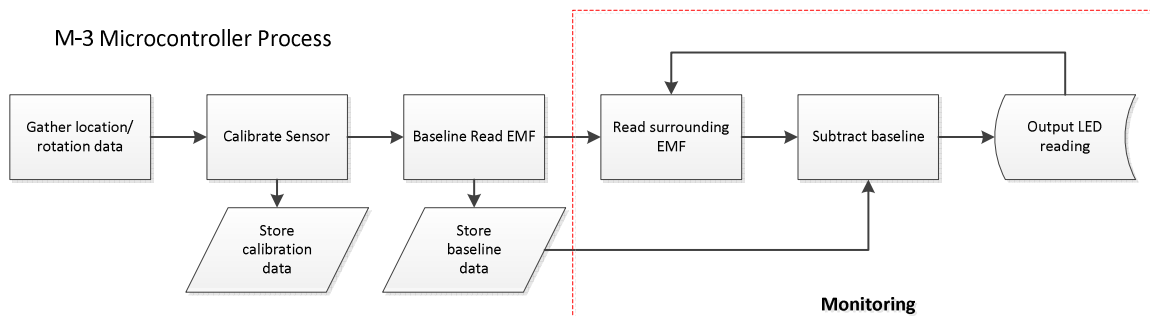 M-3 Microcontroller Process
Gather location/
rotation data
Calibrate Sensor
Baseline Read EMF
Read surrounding
EMF
Subtract baseline
Output LED
reading
Store
calibration
data
Store
baseline
data
Monitoring